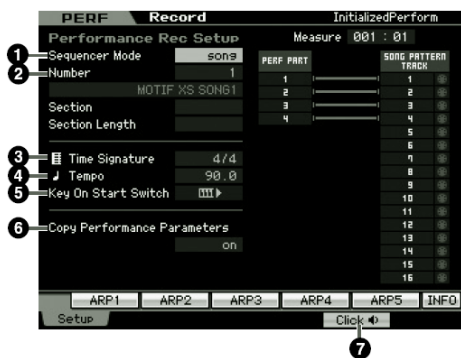 PERF Record InitializedPerform
Performance Rec Setup Measure 001 : 01
1 Sequencer Mode song
2 Number 1
MOTIF XS SONG1
Section
Section Length
3 Time Signature 4/4
4 Tempo 90.0
5 Key On Start Switch
6 Copy Performance Parameters
on
PERF PART SONG PATTERN
TRACK
1 1
2 2
3 3
4 4
5
6
7
8
9
10
11
12
13
14
15
16
ARP1 ARP2 ARP3 ARP4 ARP5 INFO
Setup Click
7